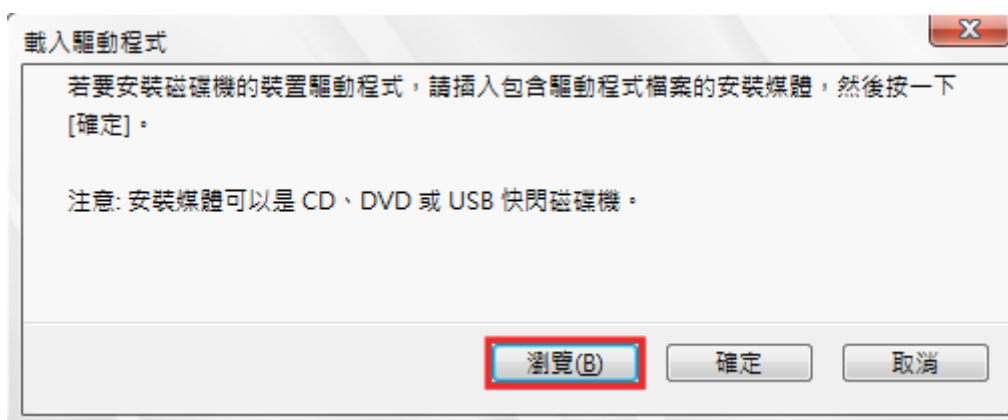 載入驅動程式
若要安裝磁碟機的裝置驅動程式，請插入包含驅動程式檔案的安裝媒體，然後按一下
[確定]。
注意: 安裝媒體可以是 CD、DVD 或 USB 快閃磁碟機。
瀏覽(B) 確定 取消